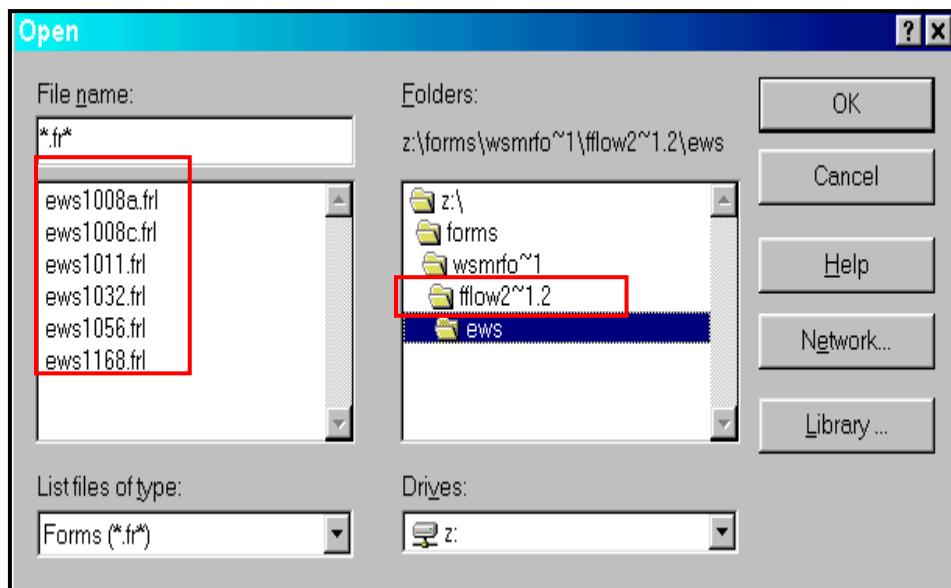 Open
File name:
*.fr*
ews1008a.frl
ews1008c.frl
ews1011.frl
ews1032.frl
ews1056.frl
ews1168.frl
List files of type:
Forms (*.fr*)
Folders:
z:\forms\wsmrfo~1\fflow2~1.2\ews
z:\
forms
wsmrfo~1
fflow2~1.2
ews
Drives:
z:
?
OK
Cancel
Help
Network...
Library ...